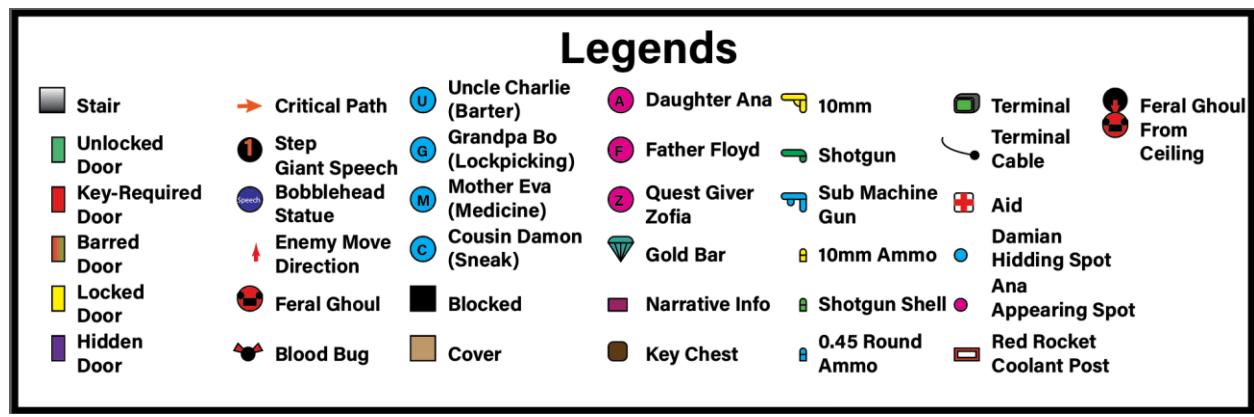 Legends
Stair
Unlocked
Door
Key-Required
Door
Barred
Door
Locked
Door
Hidden
Door
Critical Path
1
Step
Giant Speech
Speech
Bobblehead
Statue
Enemy Move
Direction
Feral Ghoul
Blood Bug
U
Uncle Charlie
(Barter)
G
Grandpa Bo
(Lockpicking)
M
Mother Eva
(Medicine)
C
Cousin Damon
(Sneak)
Blocked
Cover
A
Daughter Ana
F
Father Floyd
Z
Quest Giver
Zofia
Gold Bar
Narrative Info
Key Chest
10mm
Shotgun
Sub Machine
Gun
10mm Ammo
Shotgun Shell
0.45 Round
Ammo
Terminal
Terminal
Cable
Aid
Damian
Hidding Spot
Ana
Appearing Spot
Red Rocket
Coolant Post
Feral Ghoul
From
Ceiling